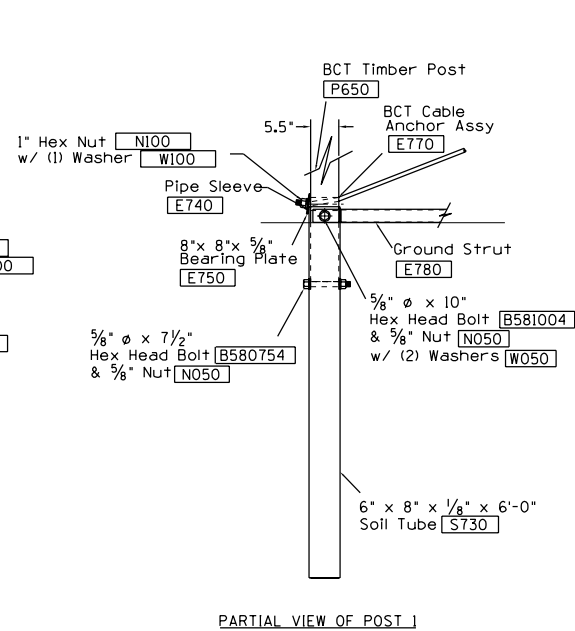 BCT Timber Post
P650
5.5"
BCT Cable
Anchor Assy
E770
1" Hex Nut N100
w/ (1) Washer W100
Pipe Sleeve
E740
8"x 8"x 5/8"
Bearing Plate
E750
Ground Strut
E780
5/8" ø x 10"
Hex Head Bolt B581004
& 5/8" Nut N050
w/ (2) Washers W050
5/8" ø x 7 1/2"
Hex Head Bolt B580754
& 5/8" Nut N050
6" x 8" x 1/8" x 6'-0"
Soil Tube S730
PARTIAL VIEW OF POST 1